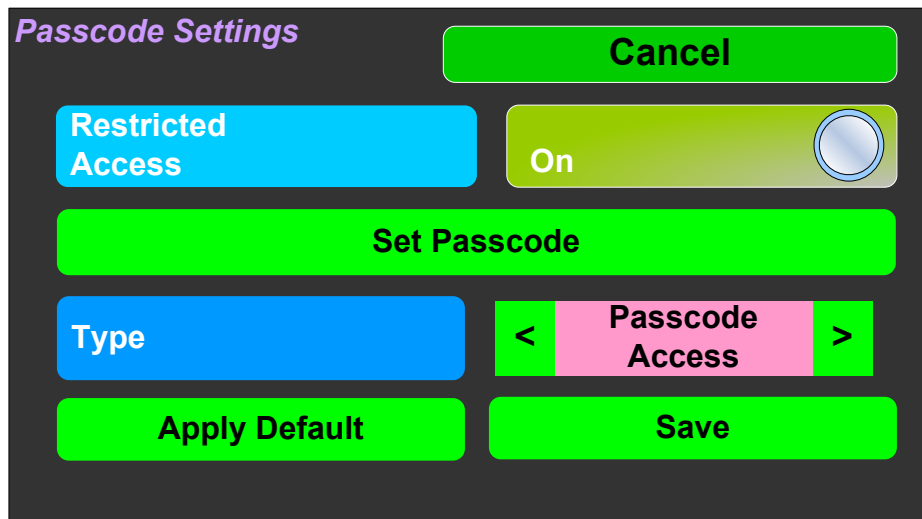 Passcode Settings
Cancel
Restricted
Access
On
Set Passcode
Type
<
Passcode
Access
>
Apply Default
Save